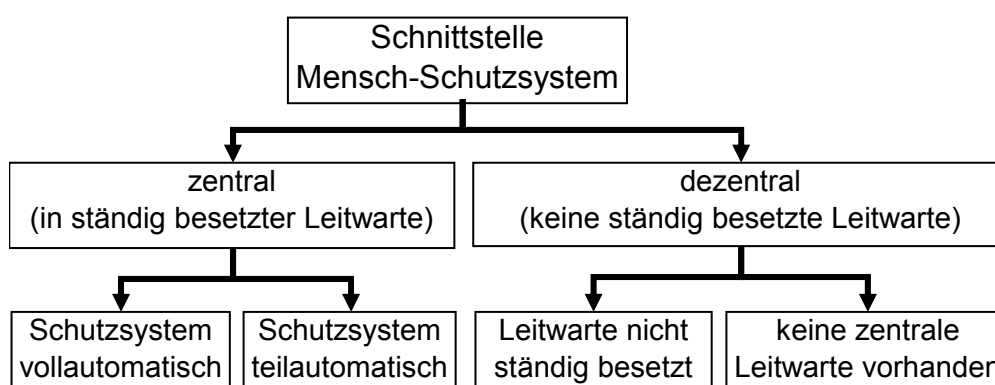 Schnittstelle
Mensch-Schutzsystem
zentral
(in ständig besetzter Leitwarte)
dezentral
(keine ständig besetzte Leitwarte)
Schutzsystem
vollautomatisch
Schutzsystem
teilautomatisch
Leitwarte nicht
ständig besetzt
keine zentrale
Leitwarte vorhanden